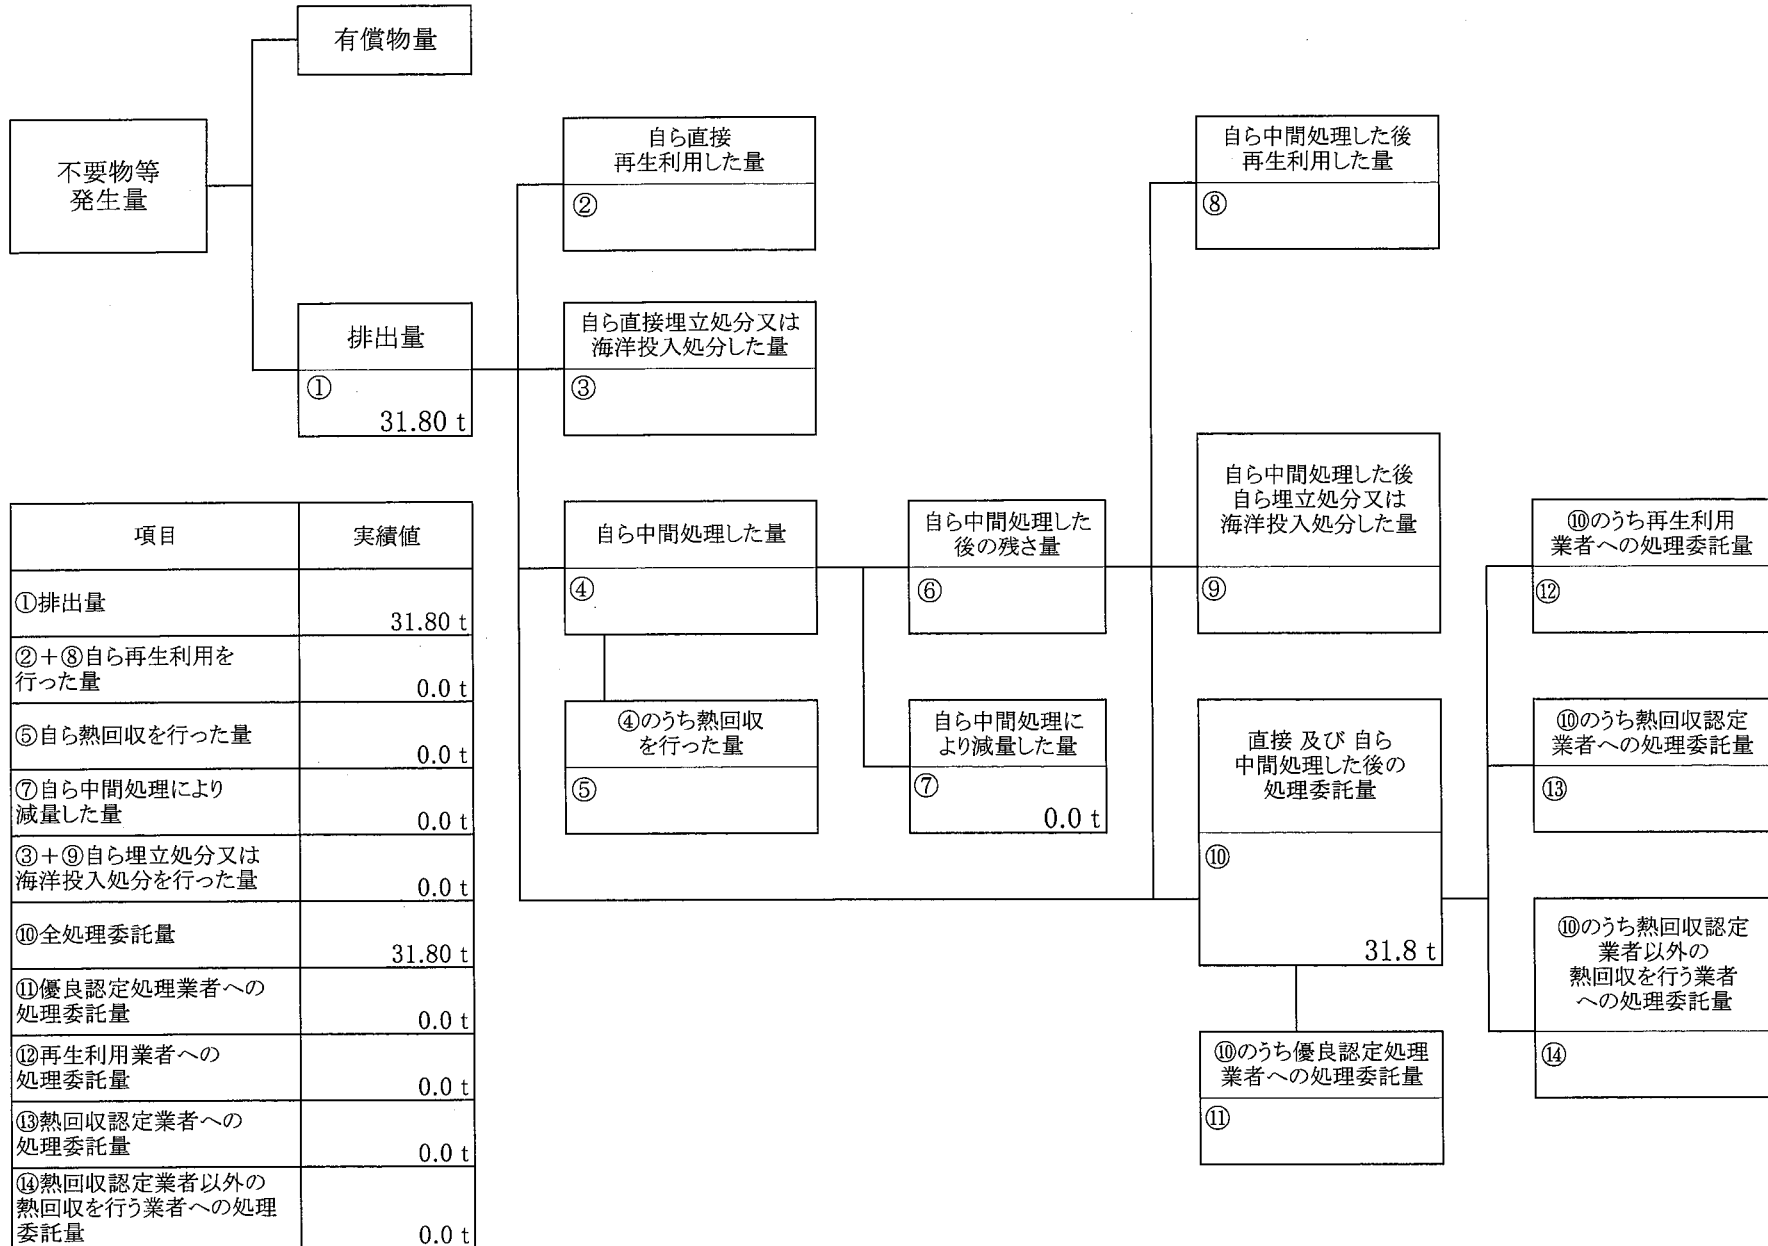 有償物量
不要物等
発生量
排出量
①
31.80 t
自ら直接
再生利用した量
②
自ら直接埋立処分又は
海洋投入処分した量
③
自ら中間処理した量
④
④のうち熱回収
を行った量
⑤
自ら中間処理した
後の残さ量
⑥
自ら中間処理に
より減量した量
⑦
0.0 t
自ら中間処理した後
再生利用した量
⑧
自ら中間処理した後
自ら埋立処分又は
海洋投入処分した量
⑨
直接 及び 自ら
中間処理した後の
処理委託量
⑩
31.8 t
⑩のうち優良認定処理
業者への処理委託量
⑪
⑩のうち再生利用
業者への処理委託量
⑫
⑩のうち熱回収認定
業者への処理委託量
⑬
⑩のうち熱回収認定
業者以外の
熱回収を行う業者
への処理委託量
⑭
項目 実績値
①排出量
31.80 t
②+⑧自ら再生利用を
行った量
0.0 t
⑤自ら熱回収を行った量
0.0 t
⑦自ら中間処理により
減量した量
0.0 t
③+⑨自ら埋立処分又は
海洋投入処分を行った量
0.0 t
⑩全処理委託量
31.80 t
⑪優良認定処理業者への
処理委託量
0.0 t
⑫再生利用業者への
処理委託量
0.0 t
⑬熱回収認定業者への
処理委託量
0.0 t
⑭熱回収認定業者以外の
熱回収を行う業者への処理
委託量
0.0 t